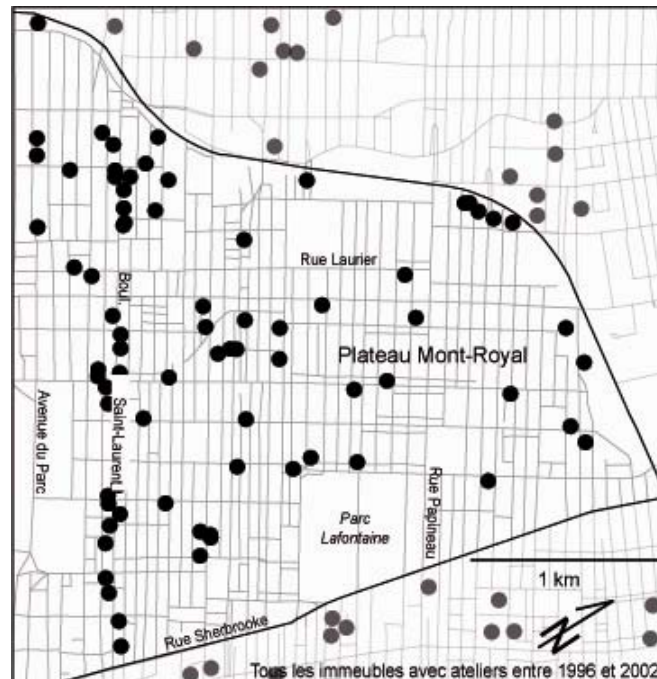 Rue Laurier
Boul.
Plateau Mont-Royal
Avenue du Parc
Saint-Laurent
Rue Papineau
Parc
Lafontaine
1 km
Rue Sherbrooke
N
Tous les immeubles avec ateliers entre 1996 et 2002